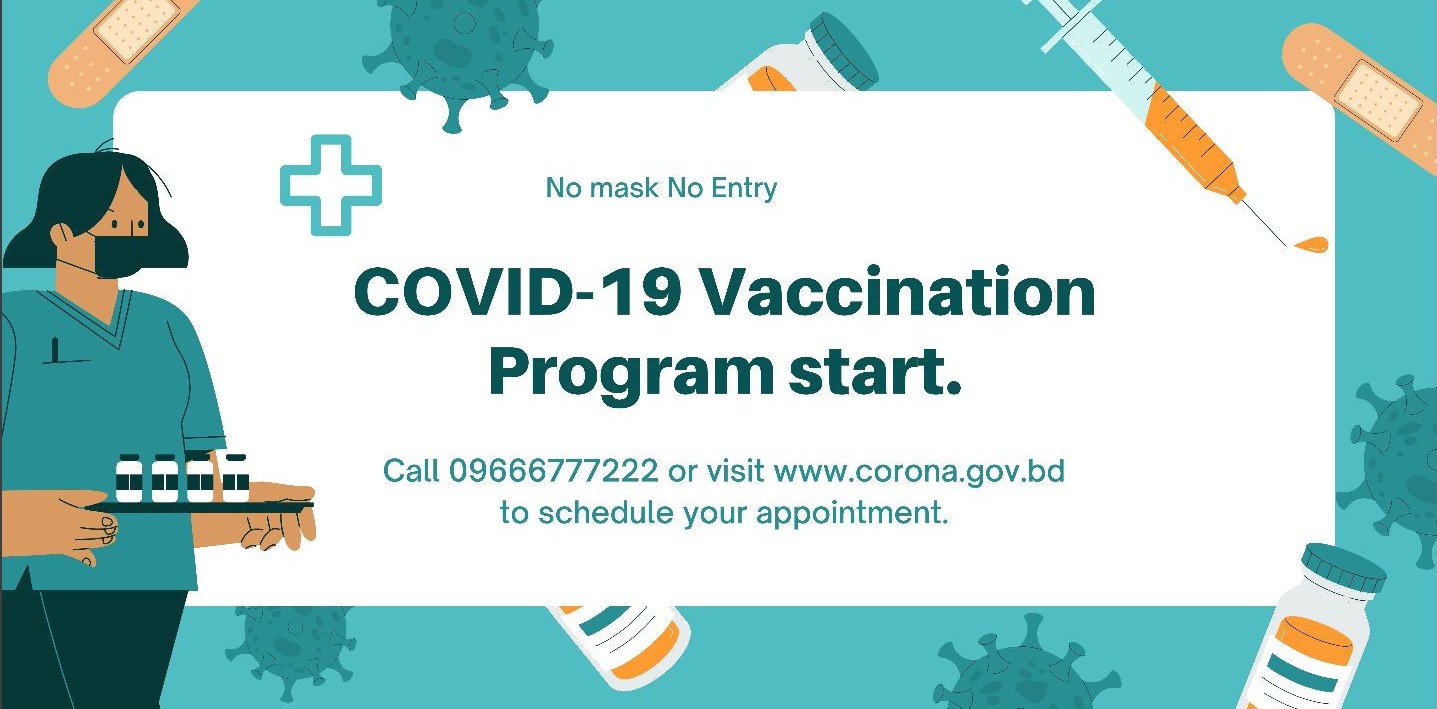 No mask No Entry
COVID-19 Vaccination
Program start.
Call 09666777222 or visit www.corona.gov.bd
to schedule your appointment.